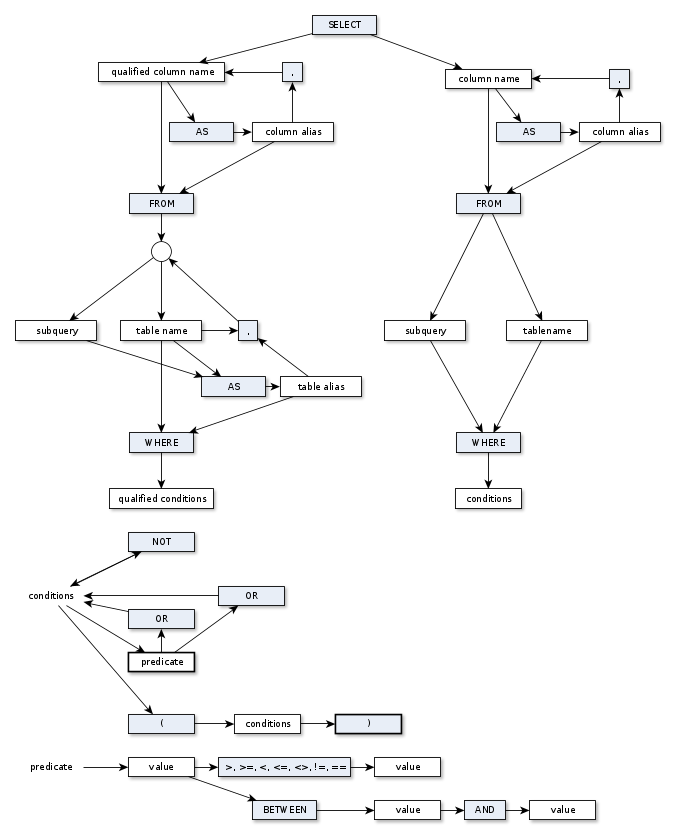 SELECT
qualified column name
,
column name
,
AS
column alias
AS
column alias
FROM
FROM
subquery
table name
,
subquery
tablename
AS
table alias
WHERE
WHERE
qualified conditions
conditions
NOT
conditions
OR
OR
predicate
(
conditions
)
predicate
value
>, >=, <, <=, <>, !=, ==
value
BETWEEN
value
AND
value